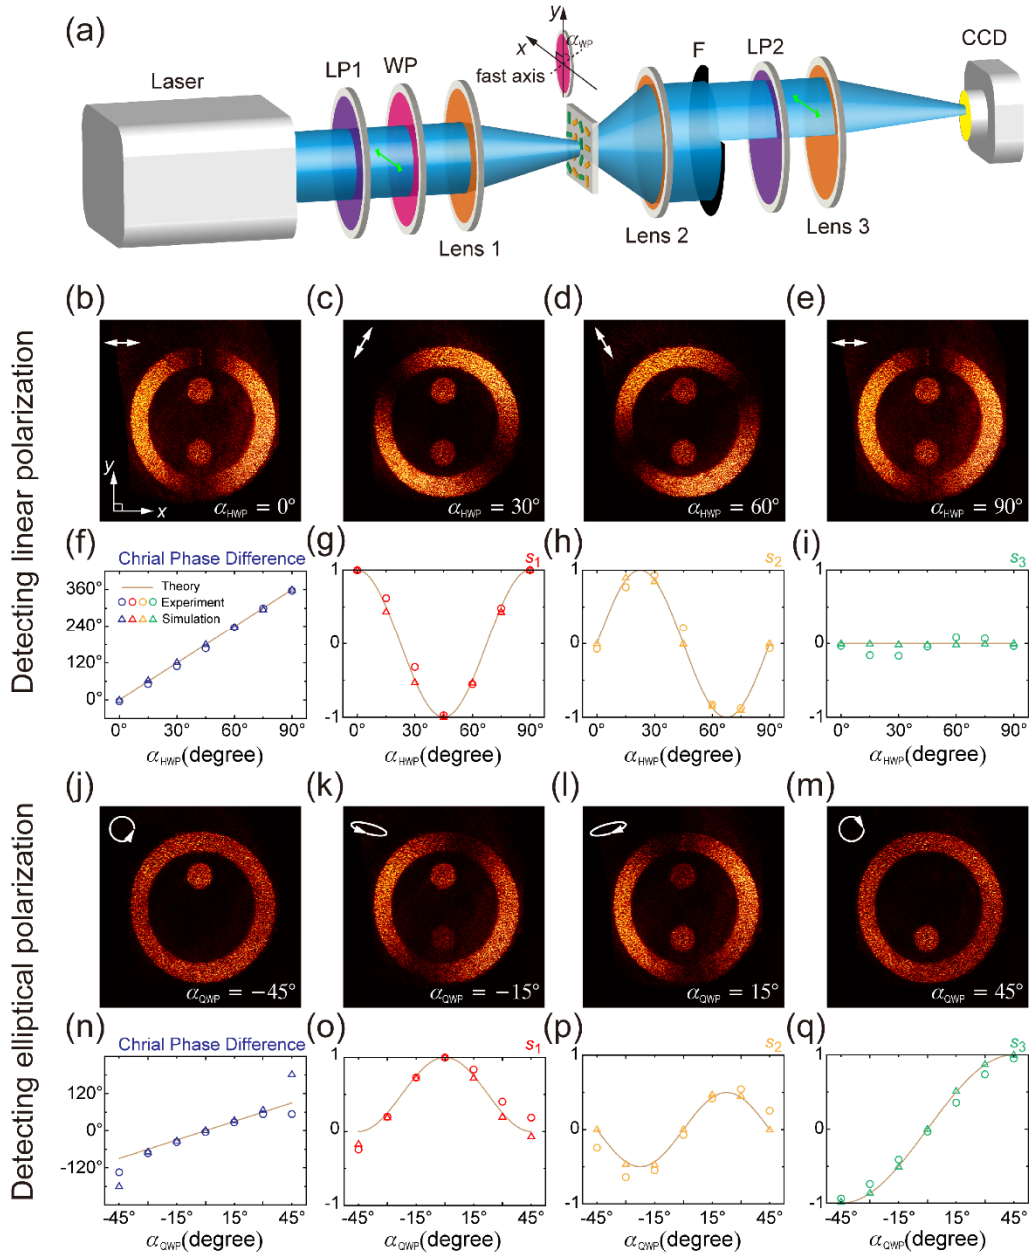 (a)
Laser
LP1
WP
Lens 1
y
x
α_WP
fast axis
Lens 2
F
LP2
Lens 3
CCD
Detecting linear polarization
(b)
(c)
(d)
(e)
y
x
α_HWP = 0°
α_HWP = 30°
α_HWP = 60°
α_HWP = 90°
(f)
Chrial Phase Difference
Theory
Experiment
Simulation
360°
240°
120°
0°
0° 30° 60° 90°
α_HWP(degree)
(g)
s₁
1
0
-1
0° 30° 60° 90°
α_HWP(degree)
(h)
s₂
1
0
-1
0° 30° 60° 90°
α_HWP(degree)
(i)
s₃
1
0
-1
0° 30° 60° 90°
α_HWP(degree)
Detecting elliptical polarization
(j)
(k)
(l)
(m)
α_QWP = −45°
α_QWP = −15°
α_QWP = 15°
α_QWP = 45°
(n)
Chrial Phase Difference
120°
0°
-120°
-45° -15° 15° 45°
α_QWP(degree)
(o)
s₁
1
0
-1
-45° -15° 15° 45°
α_QWP(degree)
(p)
s₂
1
0
-1
-45° -15° 15° 45°
α_QWP(degree)
(q)
s₃
1
0
-1
-45° -15° 15° 45°
α_QWP(degree)